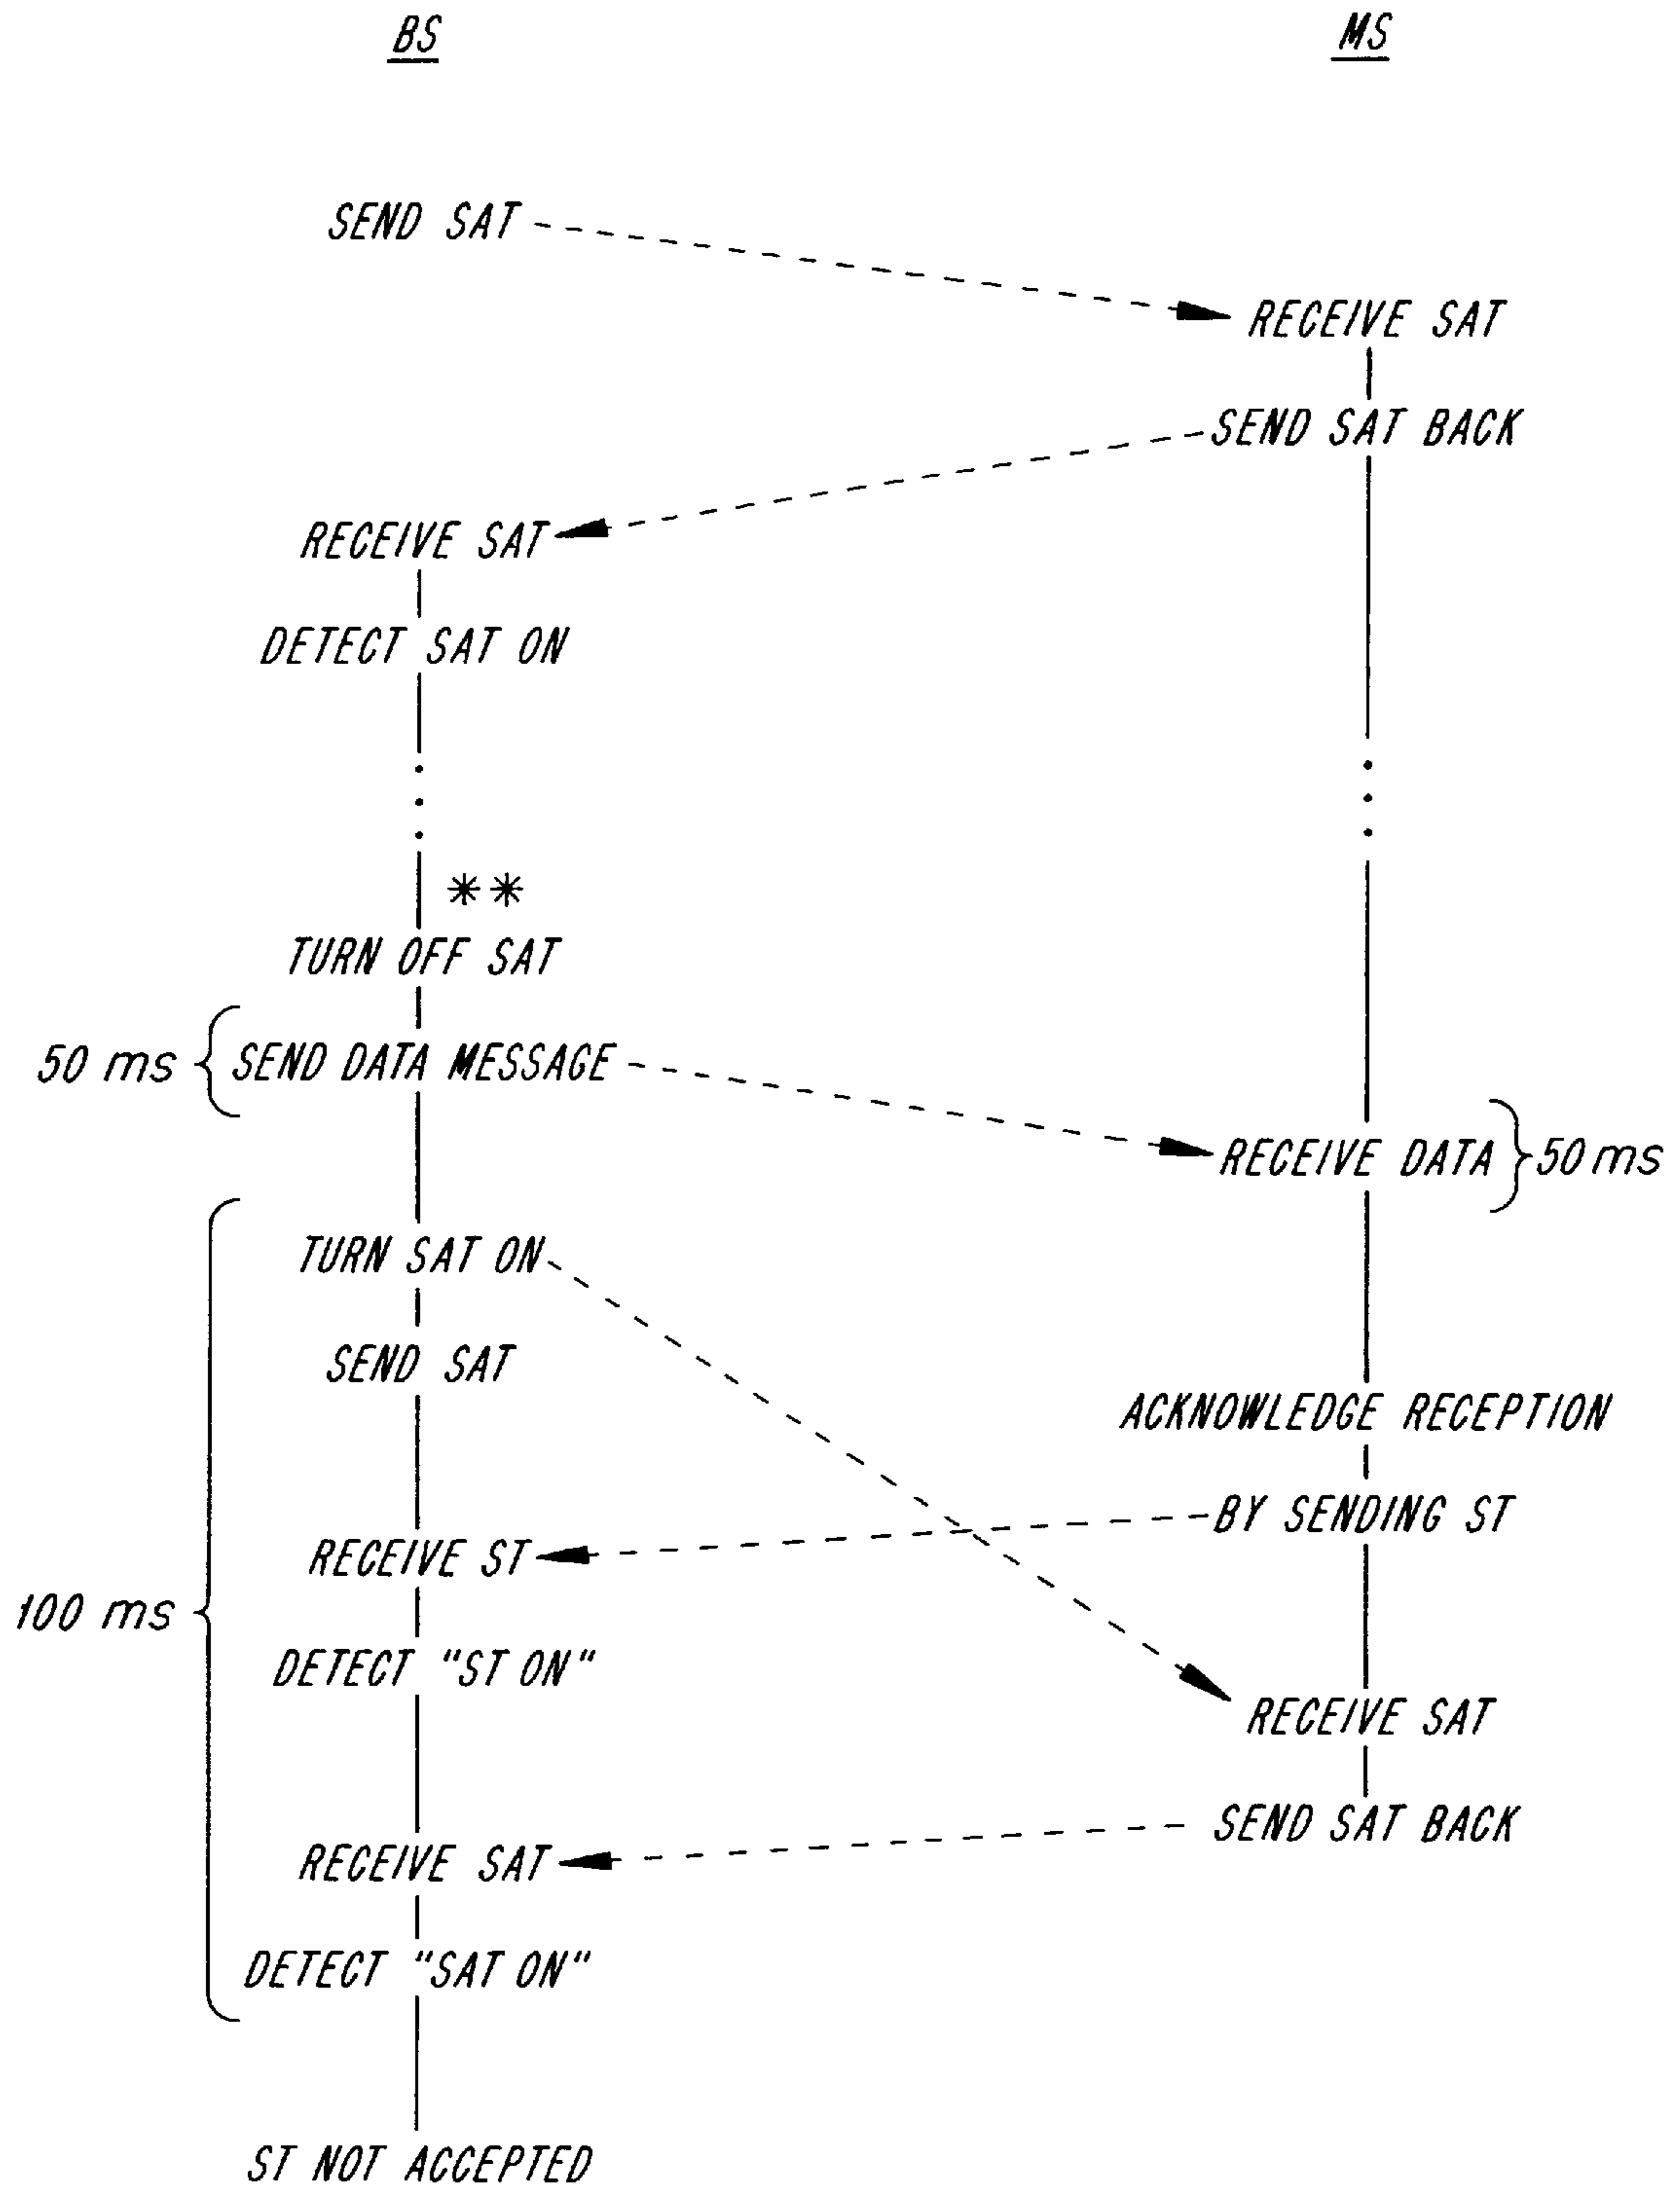 BS
MS
SEND SAT
RECEIVE SAT
SEND SAT BACK
RECEIVE SAT
DETECT SAT ON
**
TURN OFF SAT
50 ms
SEND DATA MESSAGE
RECEIVE DATA
50 ms
TURN SAT ON
SEND SAT
ACKNOWLEDGE RECEPTION
BY SENDING ST
RECEIVE ST
100 ms
DETECT "ST ON"
RECEIVE SAT
SEND SAT BACK
RECEIVE SAT
DETECT "SAT ON"
ST NOT ACCEPTED